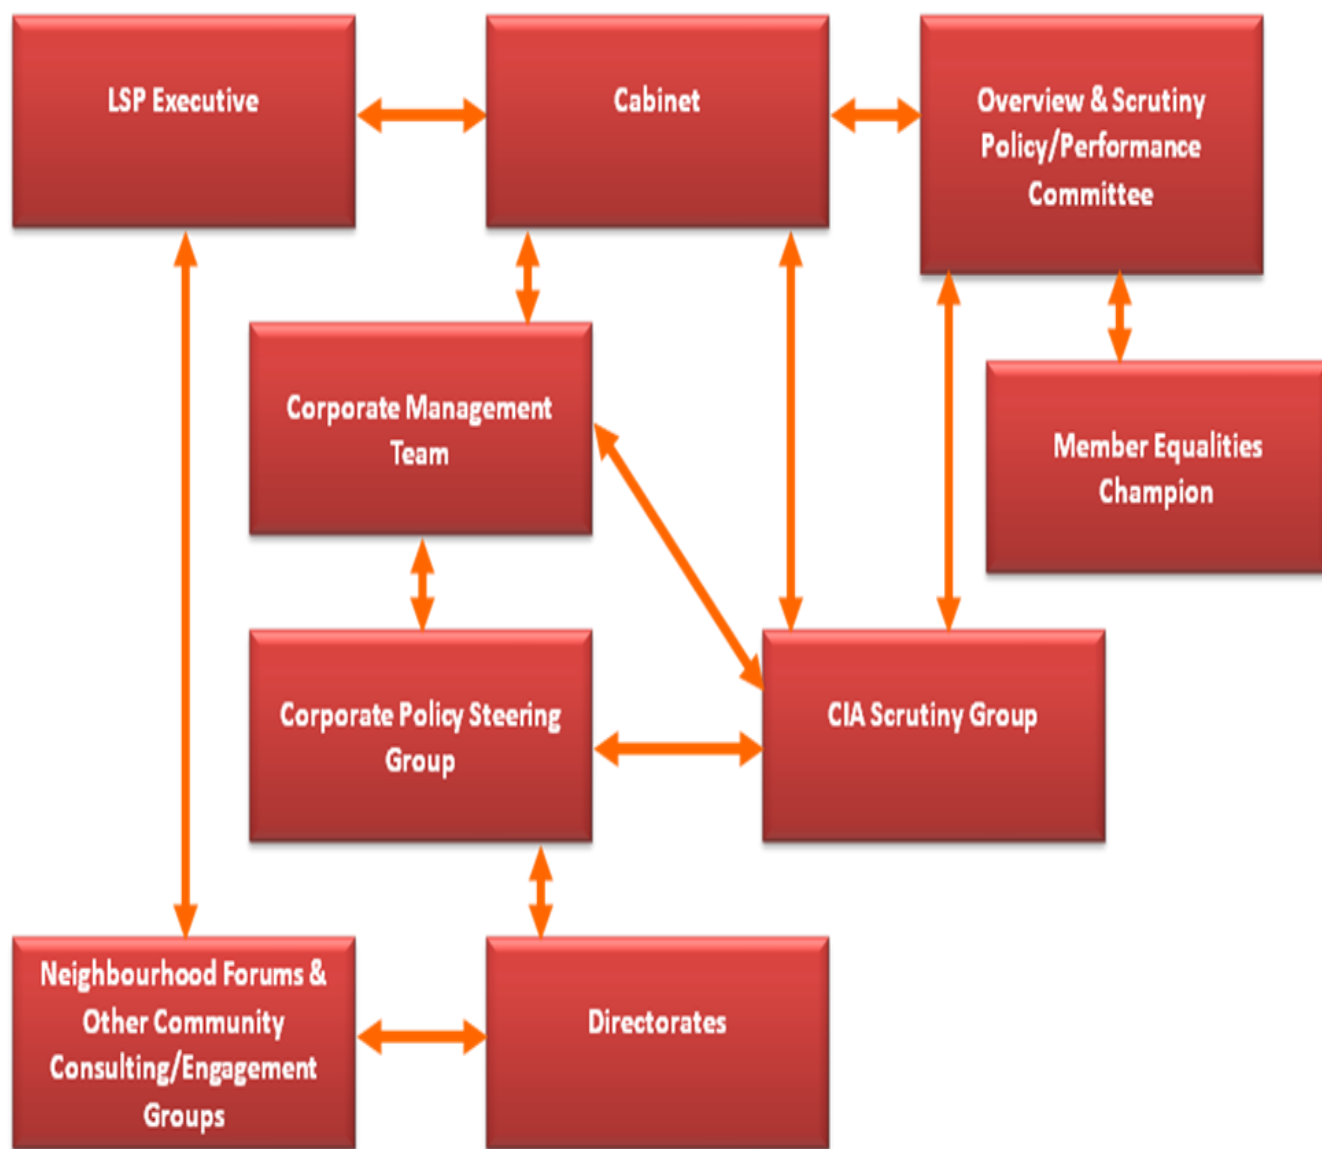 LSP Executive
Cabinet
Overview & Scrutiny
Policy/Performance
Committee
Corporate Management
Team
Member Equalities
Champion
Corporate Policy Steering
Group
CIA Scrutiny Group
Neighbourhood Forums &
Other Community
Consulting/Engagement
Groups
Directorates